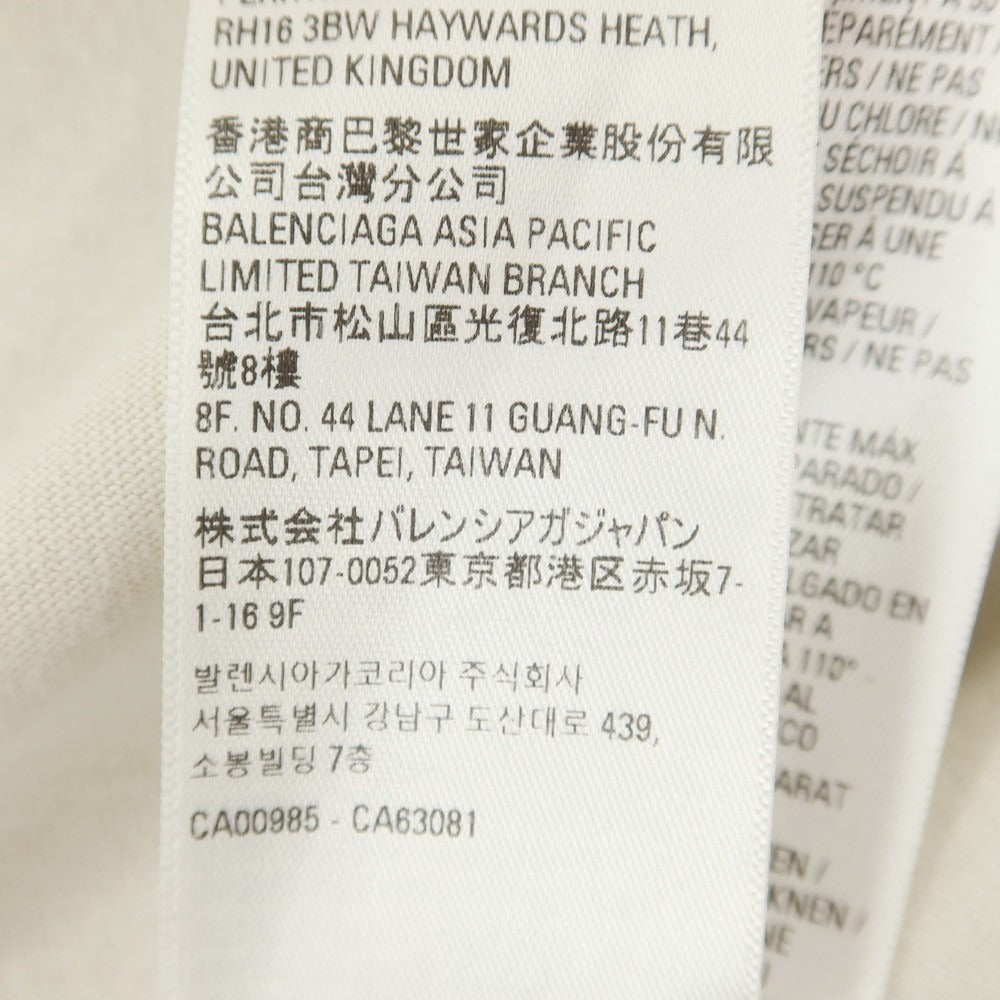 RH16 3BW HAYWARDS HEATH,
UNITED KINGDOM
香港商巴黎世家企業股份有限
公司台灣分公司
BALENCIAGA ASIA PACIFIC
LIMITED TAIWAN BRANCH
台北市松山區光復北路11巷44
號8樓
8F. NO. 44 LANE 11 GUANG-FU N.
ROAD, TAPEI, TAIWAN
株式会社バレンシアガジャパン
日本107-0052東京都港区赤坂7-
1-16 9F
발렌시아가코리아 주식회사
서울특별시 강남구 도산대로 439,
소봉빌딩 7층
CA00985 - CA63081
ÉPARÉMENT
ERS / NE PAS
U CHLORE / NE
SÉCHOIR À
SUSPENDU À
SER À UNE
110 °C
VAPEUR /
RS / NE PAS
NTE MÁX
PARADO /
TRATAR
ZAR
LGADO EN
AR A
A 110°
AL
CO
ARAT
EN /
KNEN /
NE